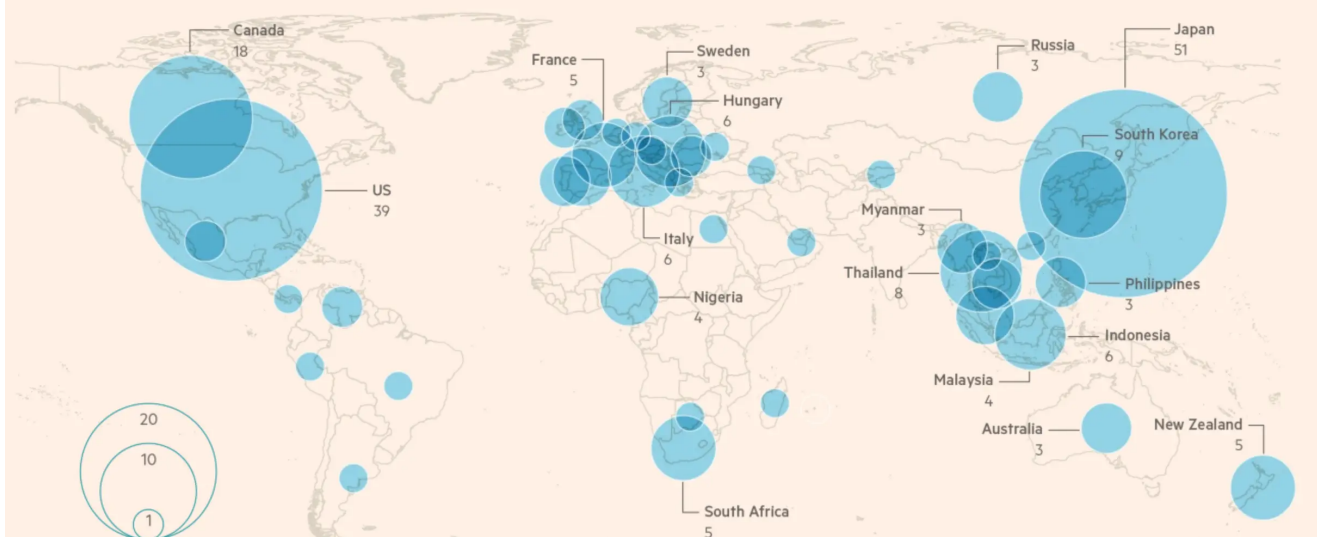 Canada
18
US
39
France
5
Sweden
3
Hungary
6
Italy
6
Nigeria
4
South Africa
5
Russia
3
Japan
51
South Korea
9
Myanmar
3
Thailand
8
Philippines
3
Indonesia
6
Malaysia
4
Australia
3
New Zealand
5
20
10
1